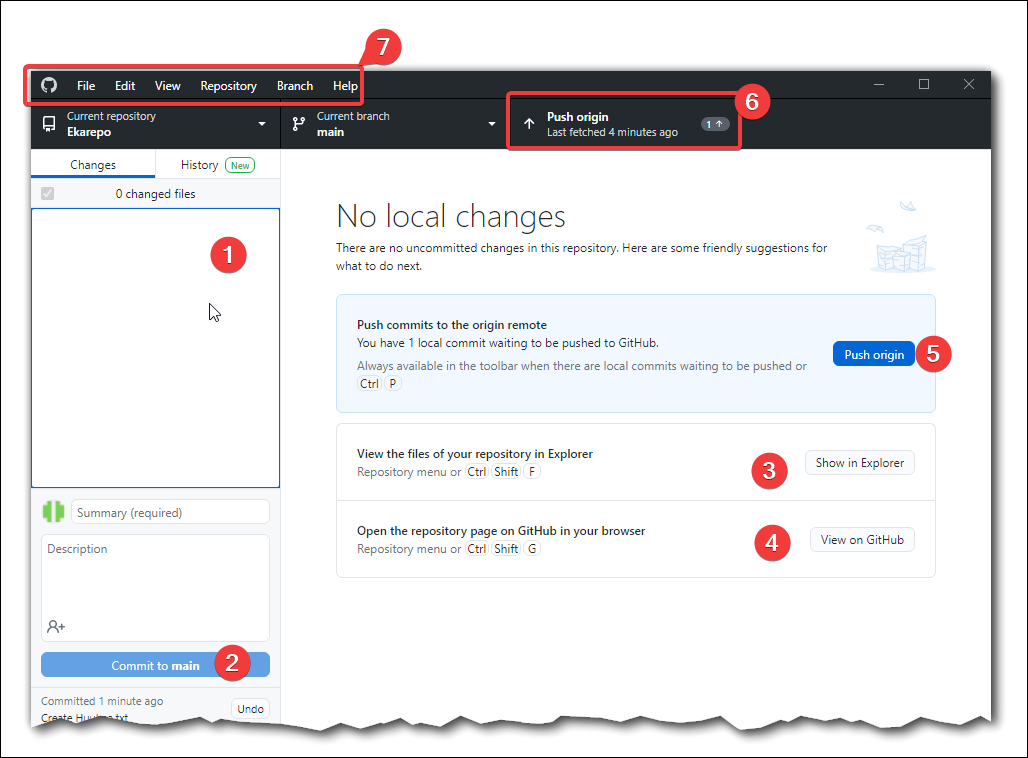 7
File Edit View Repository Branch Help
Current repository
Ekarepo
Current branch
main
Push origin
Last fetched 4 minutes ago
1
6
Changes
History New
0 changed files
1
No local changes
There are no uncommitted changes in this repository. Here are some friendly suggestions for
what to do next.
Push commits to the origin remote
You have 1 local commit waiting to be pushed to GitHub.
Always available in the toolbar when there are local commits waiting to be pushed or
Ctrl P
Push origin
5
View the files of your repository in Explorer
Repository menu or Ctrl Shift F
3
Show in Explorer
Open the repository page on GitHub in your browser
Repository menu or Ctrl Shift G
4
View on GitHub
Summary (required)
Description
Commit to main
2
Committed 1 minute ago
Create
Undo